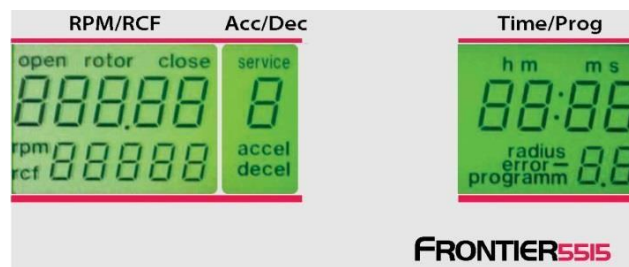 RPM/RCF Acc/Dec Time/Prog
open rotor close service h m m s
888.88 8 88:88
rpm 88888 accel radius
rcf decel error
programm 8.8
FRONTIER5515